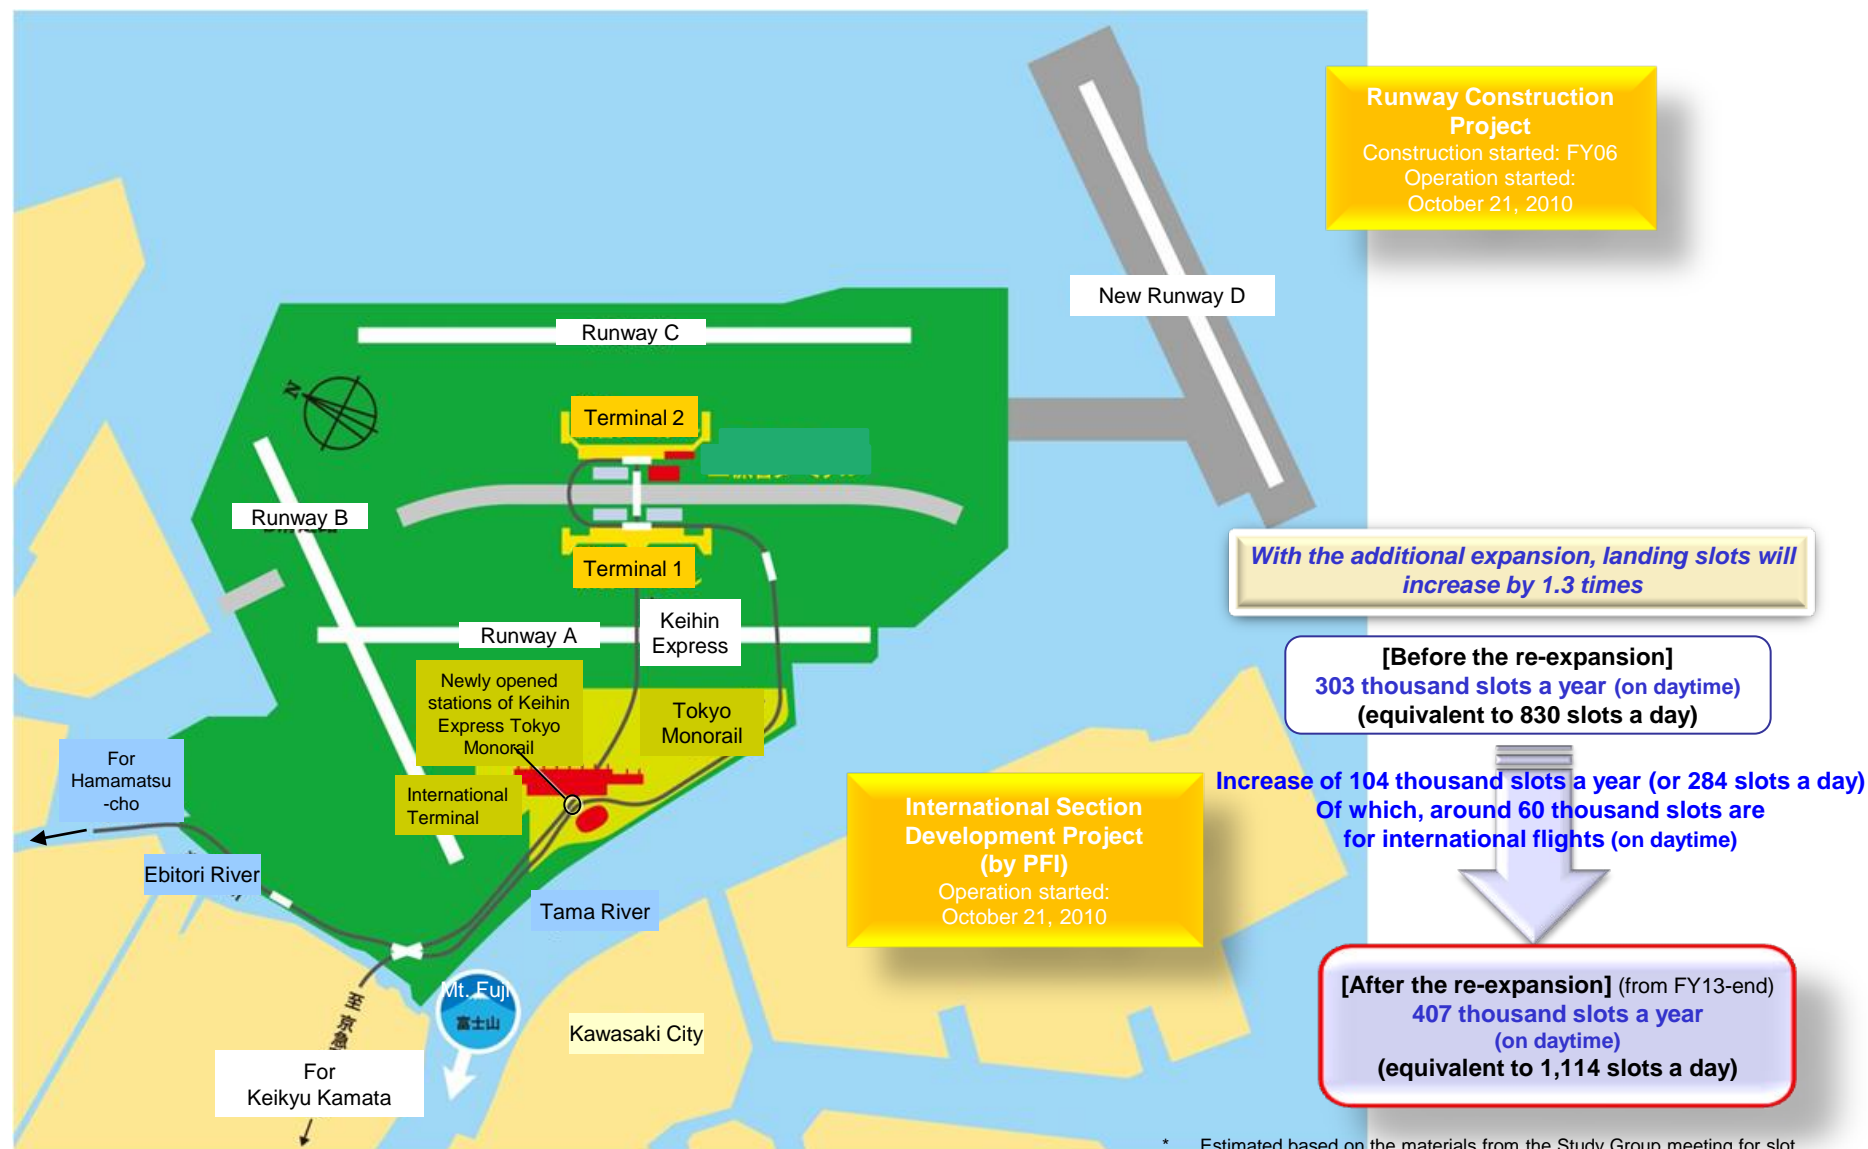 Runway Construction
Project
Construction started: FY06
Operation started:
October 21, 2010
New Runway D
Runway C
N
Terminal 2
Runway B
Terminal 1
With the additional expansion, landing slots will
increase by 1.3 times
Keihin
Express
Runway A
[Before the re-expansion]
303 thousand slots a year (on daytime)
(equivalent to 830 slots a day)
Newly opened
stations of Keihin
Express Tokyo
Monorail
Tokyo
Monorail
For
Hamamatsu
-cho
International
Terminal
Increase of 104 thousand slots a year (or 284 slots a day)
Of which, around 60 thousand slots are
for international flights (on daytime)
International Section
Development Project
(by PFI)
Operation started:
October 21, 2010
Ebitori River
Tama River
[After the re-expansion] (from FY13-end)
407 thousand slots a year
(on daytime)
(equivalent to 1,114 slots a day)
Mt. Fuji
富士山
至 京急
Kawasaki City
For
Keikyu Kamata
* Estimated based on the materials from the Study Group meeting for slot